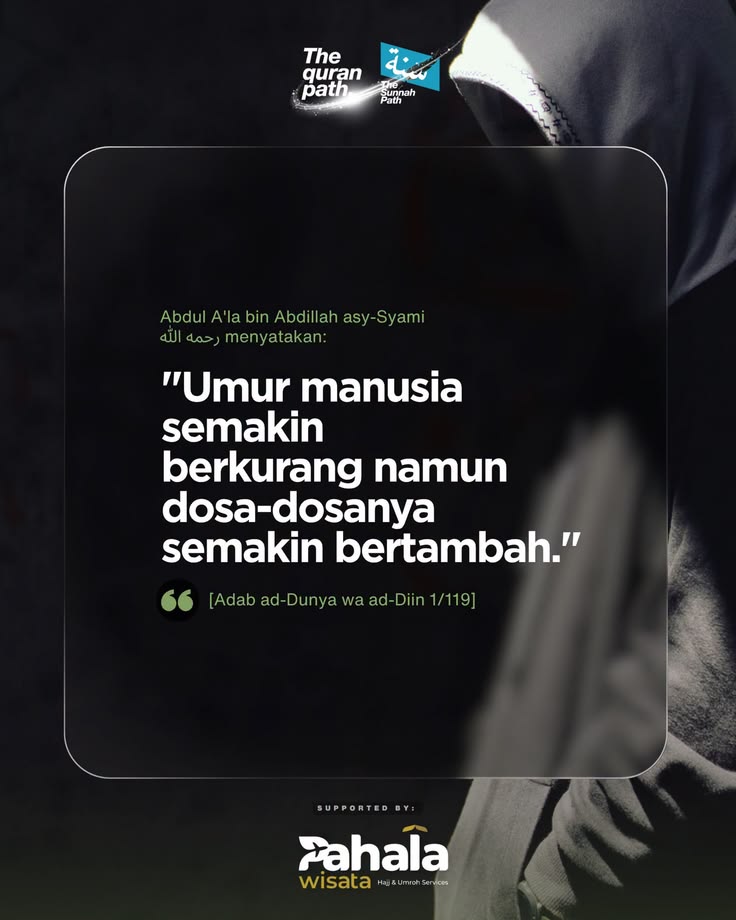 The
quran
path
سنة
The
Sunnah
Path
Abdul A'la bin Abdillah asy-Syami
رحمه الله menyatakan:
"Umur manusia
semakin
berkurang namun
dosa-dosanya
semakin bertambah."
[Adab ad-Dunya wa ad-Diin 1/119]
SUPPORTED BY:
Pahala
wisata Hajj & Umroh Services